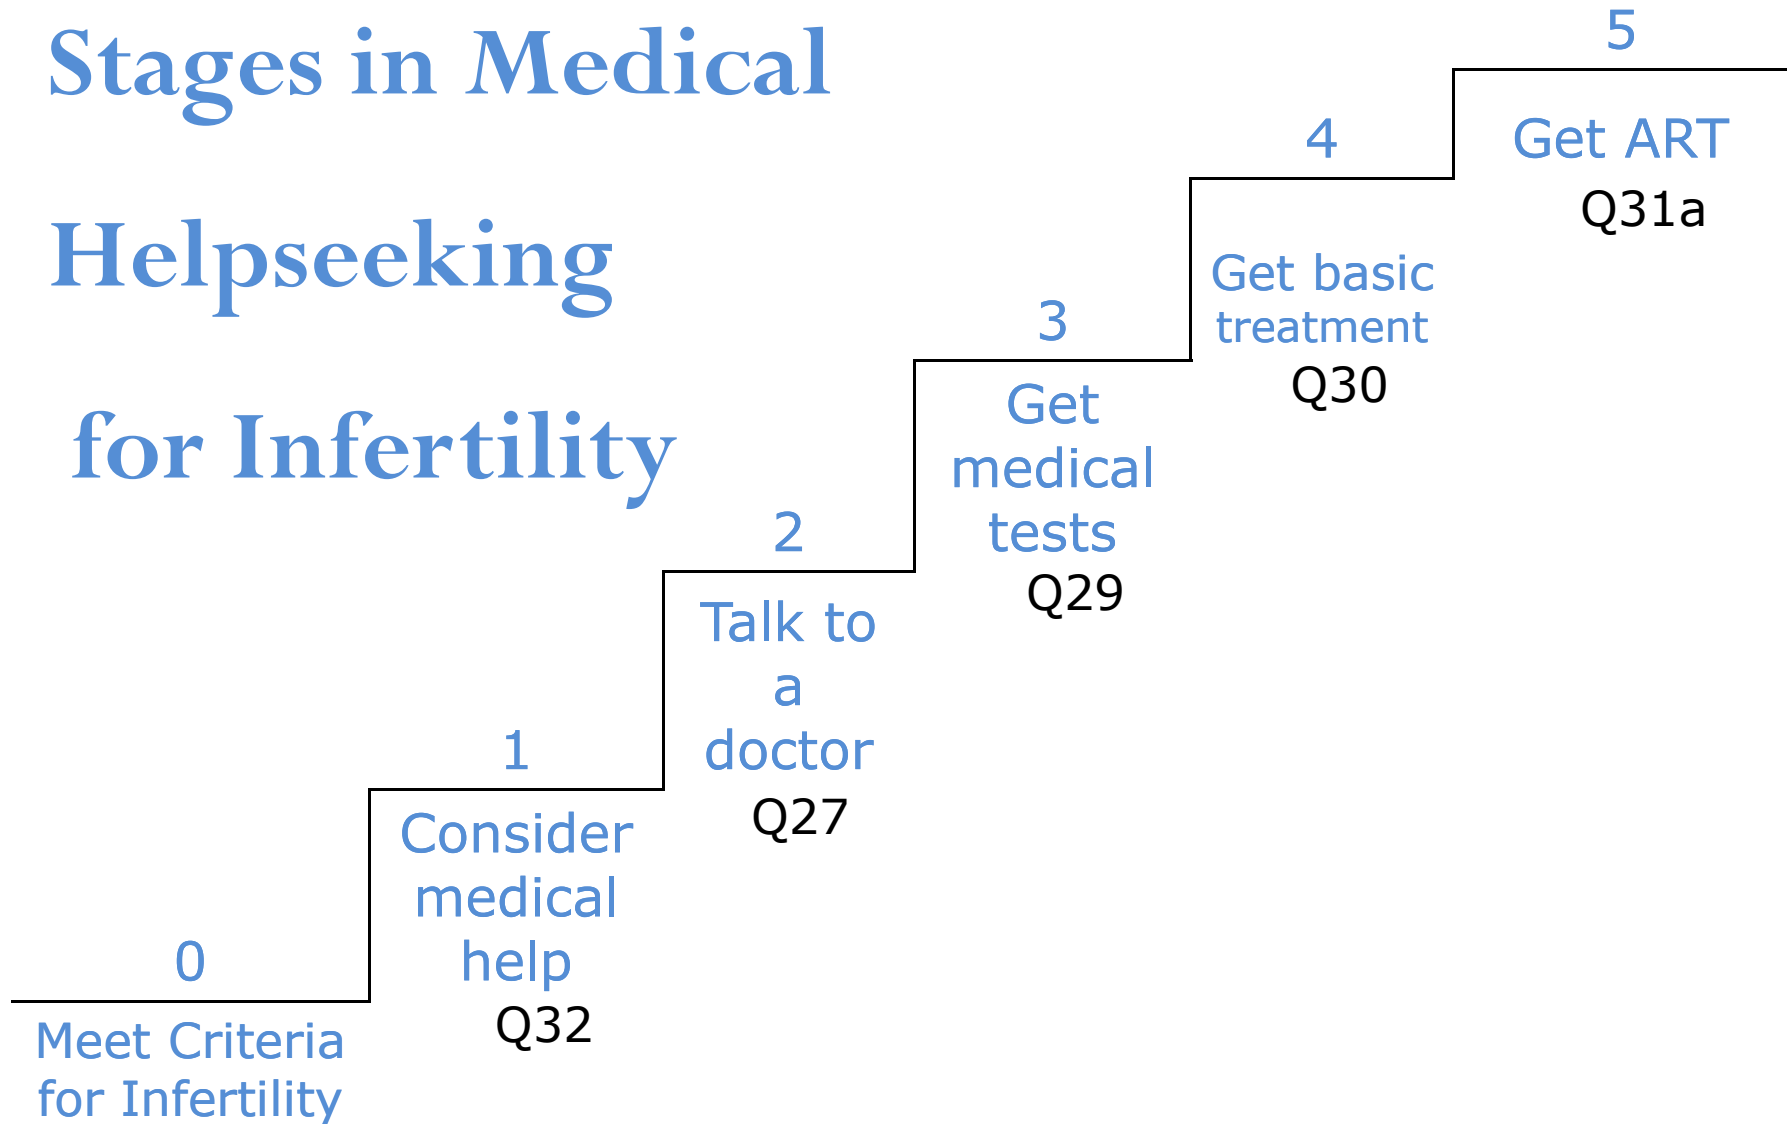 Stages in Medical
Helpseeking
for Infertility
0
Meet Criteria
for Infertility
1
Consider
medical
help
Q32
2
Talk to
a
doctor
Q27
3
Get
medical
tests
Q29
4
Get basic
treatment
Q30
5
Get ART
Q31a